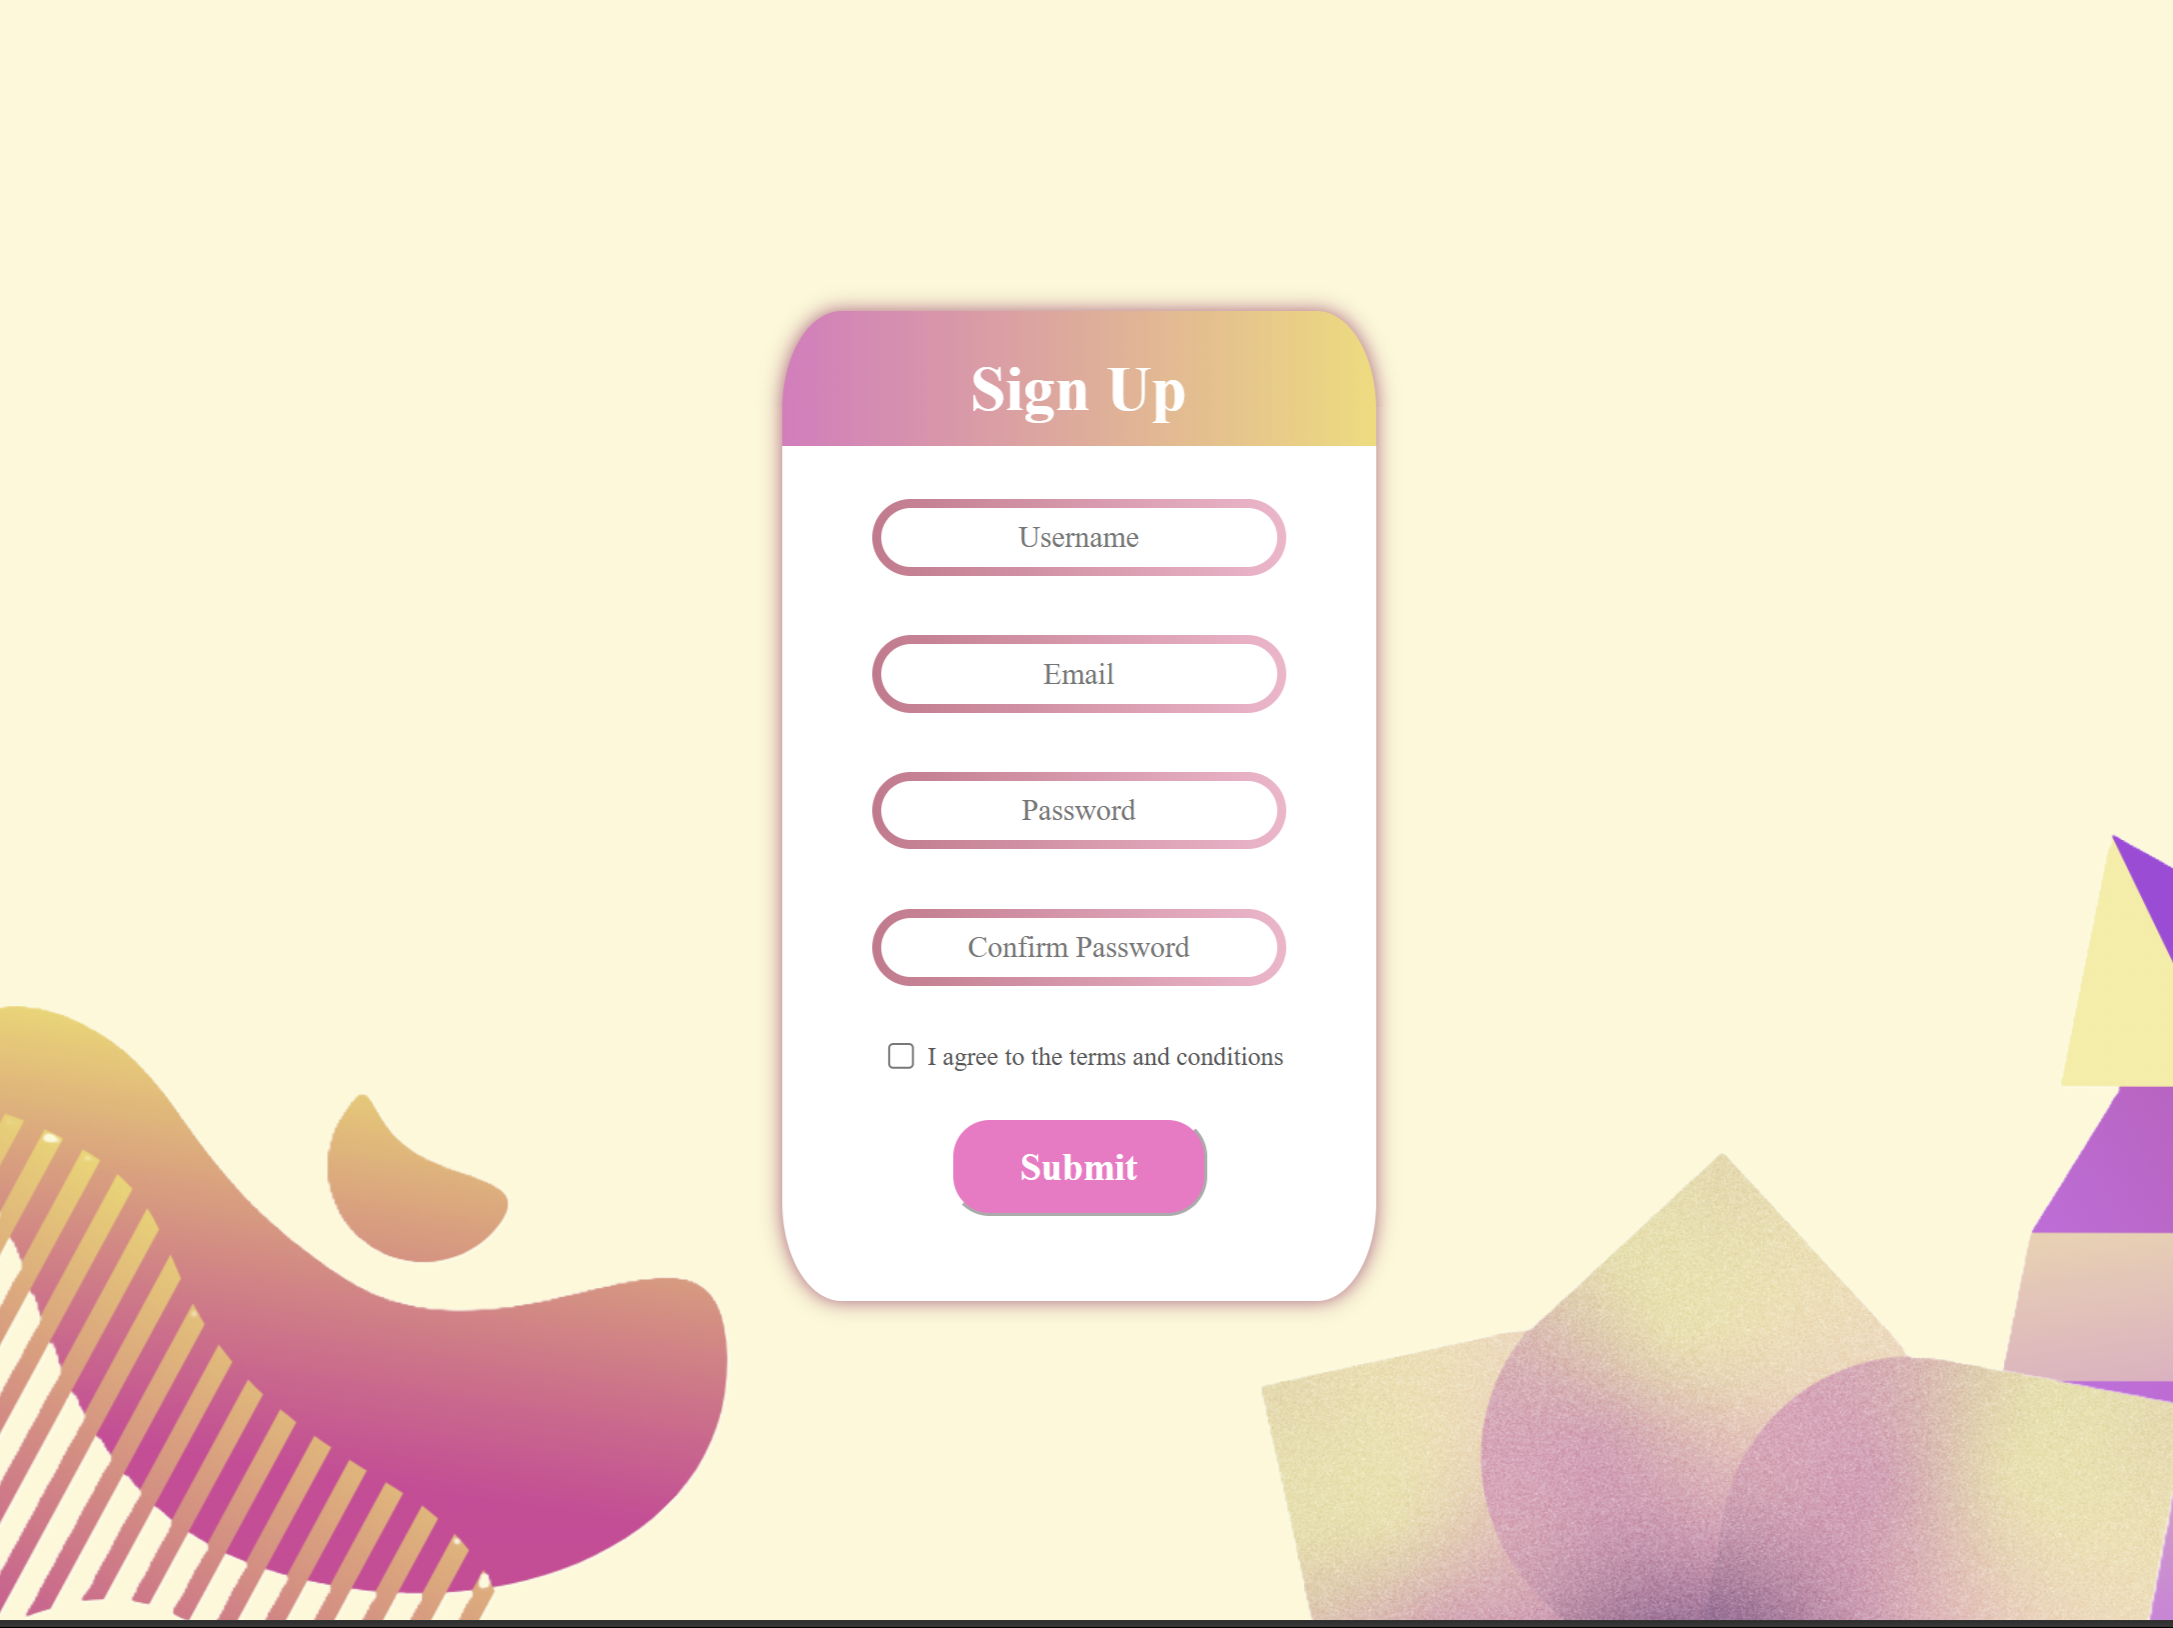 Sign Up
Username
Email
Password
Confirm Password
I agree to the terms and conditions
Submit